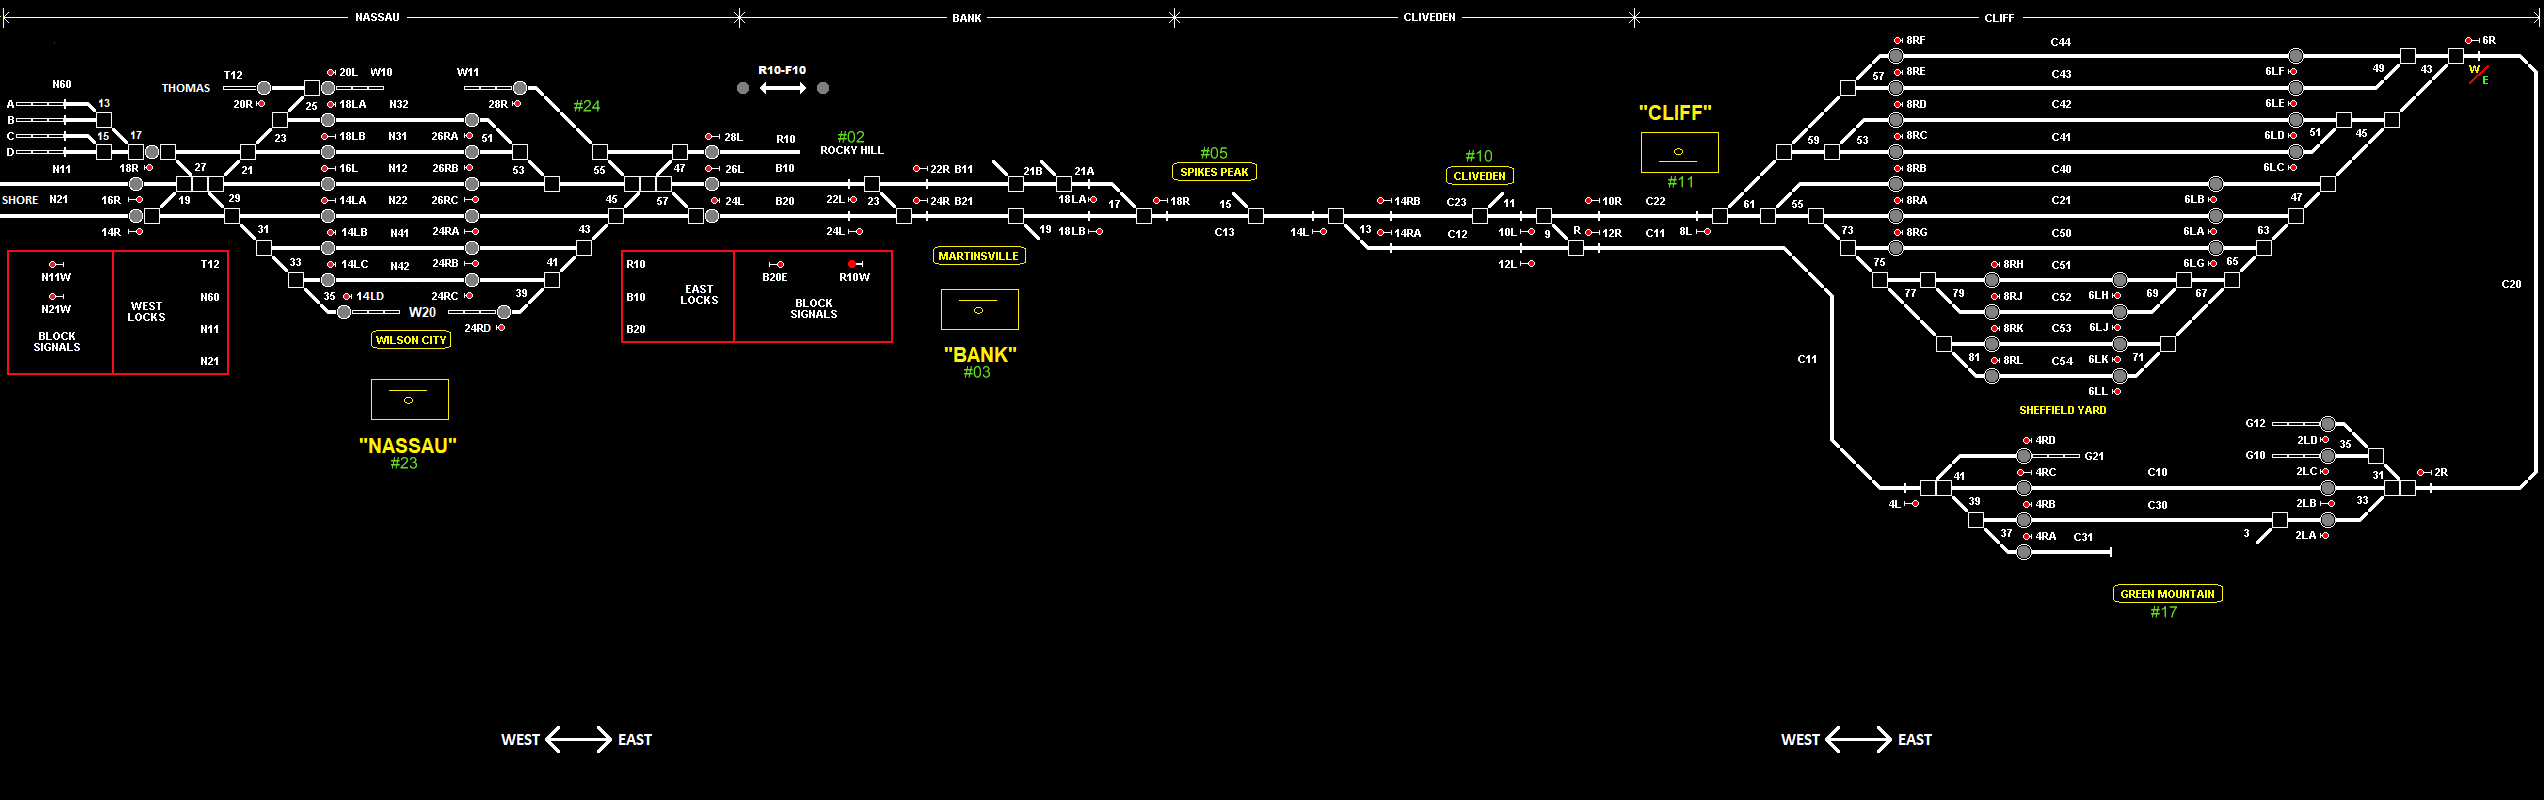 NASSAU
BANK
CLIVEDEN
CLIFF
N60
A
B
C
D
13
15
17
N11
18R
SHORE
N21
16R
14R
19
27
29
21
23
25
THOMAS
T12
20R
20L
W10
18LA
N32
18LB
N31
16L
N12
14LA
N22
14LB
N41
14LC
N42
14LD
31
33
35
W20
W11
28R
26RA
26RB
26RC
24RA
24RB
24RC
24RD
51
53
39
41
43
45
55
57
47
#24
28L
26L
24L
R10
B10
B20
R10-F10
#02
ROCKY HILL
22L
24L
23
22R
B11
24R
B21
21B
21A
18LA
18LB
19
17
18R
#05
SPIKES PEAK
15
C13
14L
13
14RB
14RA
#10
CLIVEDEN
C23
C12
11
10L
12L
9
R
10R
12R
C22
C11
8L
"CLIFF"
#11
61
59
57
53
55
8RF
8RE
8RD
8RC
8RB
8RA
8RG
8RH
8RJ
8RK
8RL
C44
C43
C42
C41
C40
C21
C50
C51
C52
C53
C54
73
75
77
79
81
6LF
6LE
6LD
6LC
6LB
6LA
6LG
6LH
6LJ
6LK
6LL
49
43
51
45
47
63
65
67
69
71
6R
W
E
C20
C11
SHEFFIELD YARD
N11W
N21W
BLOCK
SIGNALS
WEST
LOCKS
T12
N60
N11
N21
WILSON CITY
"NASSAU"
#23
R10
B10
B20
EAST
LOCKS
B20E
R10W
BLOCK
SIGNALS
MARTINSVILLE
"BANK"
#03
4L
41
39
37
4RD
4RC
4RB
4RA
G21
C10
C30
C31
G12
G10
2LD
2LC
2LB
2LA
3
35
31
33
2R
GREEN MOUNTAIN
#17
WEST
EAST
WEST
EAST